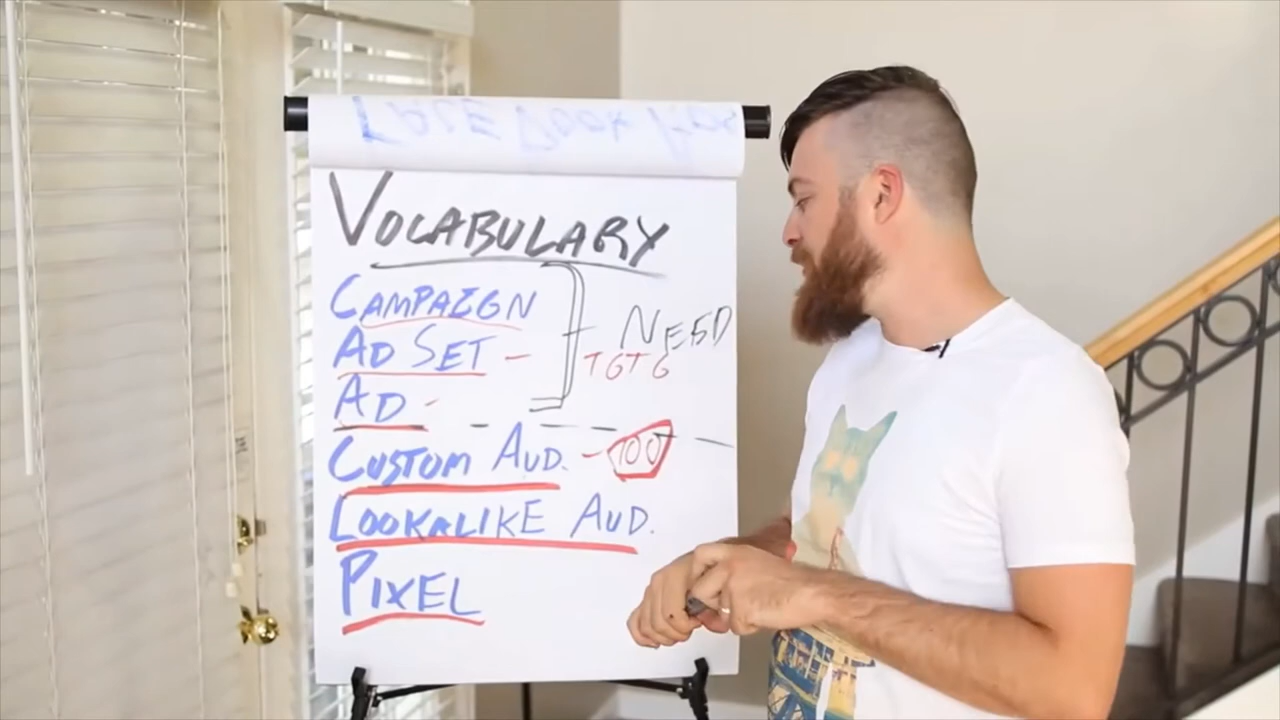 VOCABULARY
CAMPAIGN
NEED
AD SET -
TGTG
AD -
CUSTOM AUD. - 100
LOOKALIKE AUD.
PIXEL